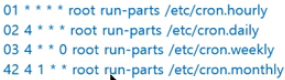 01 * * * * root run-parts /etc/cron.hourly
02 4 * * * root run-parts /etc/cron.daily
03 4 * * 0 root run-parts /etc/cron.weekly
42 4 1 * * root run-parts /etc/cron.monthly